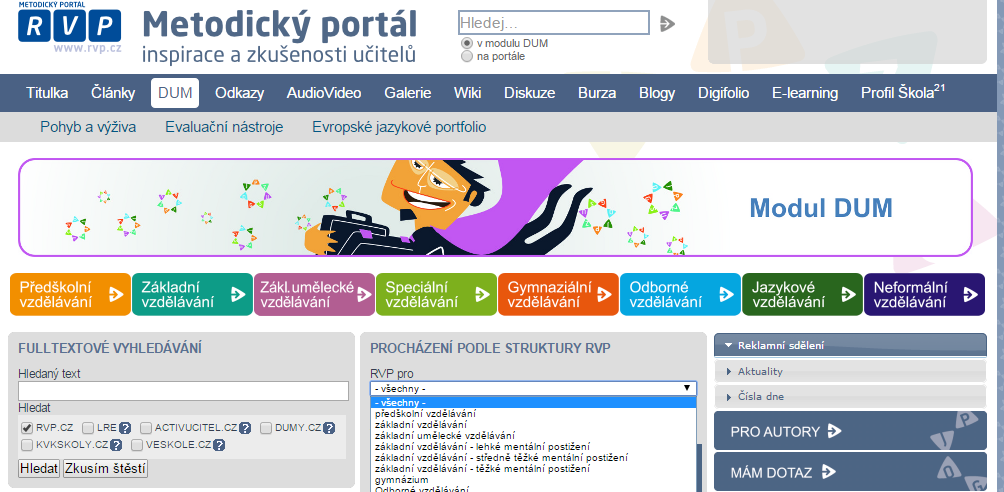 METODICKÝ PORTÁL
RVP
www.rvp.cz
Metodický portál
inspirace a zkušenosti učitelů
Hledej...
v modulu DUM
na portále
Titulka Články DUM Odkazy AudioVideo Galerie Wiki Diskuze Burza Blogy Digifolio E-learning Profil Škola21
Pohyb a výživa Evaluační nástroje Evropské jazykové portfolio
Modul DUM
Předškolní
vzdělávání
Základní
vzdělávání
Zákl.umělecké
vzdělávání
Speciální
vzdělávání
Gymnaziální
vzdělávání
Odborné
vzdělávání
Jazykové
vzdělávání
Neformální
vzdělávání
FULLTEXTOVÉ VYHLEDÁVÁNÍ
Hledaný text
Hledat
RVP.CZ LRE ? ACTIVUCITEL.CZ ? DUMY.CZ ?
KVKSKOLY.CZ ? VESKOLE.CZ ?
Hledat Zkusím štěstí
PROCHÁZENÍ PODLE STRUKTURY RVP
RVP pro
- všechny -
- všechny -
předškolní vzdělávání
základní vzdělávání
základní umělecké vzdělávání
základní vzdělávání - lehké mentální postižení
základní vzdělávání - středně těžké mentální postižení
základní vzdělávání - těžké mentální postižení
gymnázium
Odborné vzdělávání
Reklamní sdělení
Aktuality
Čísla dne
PRO AUTORY
MÁM DOTAZ